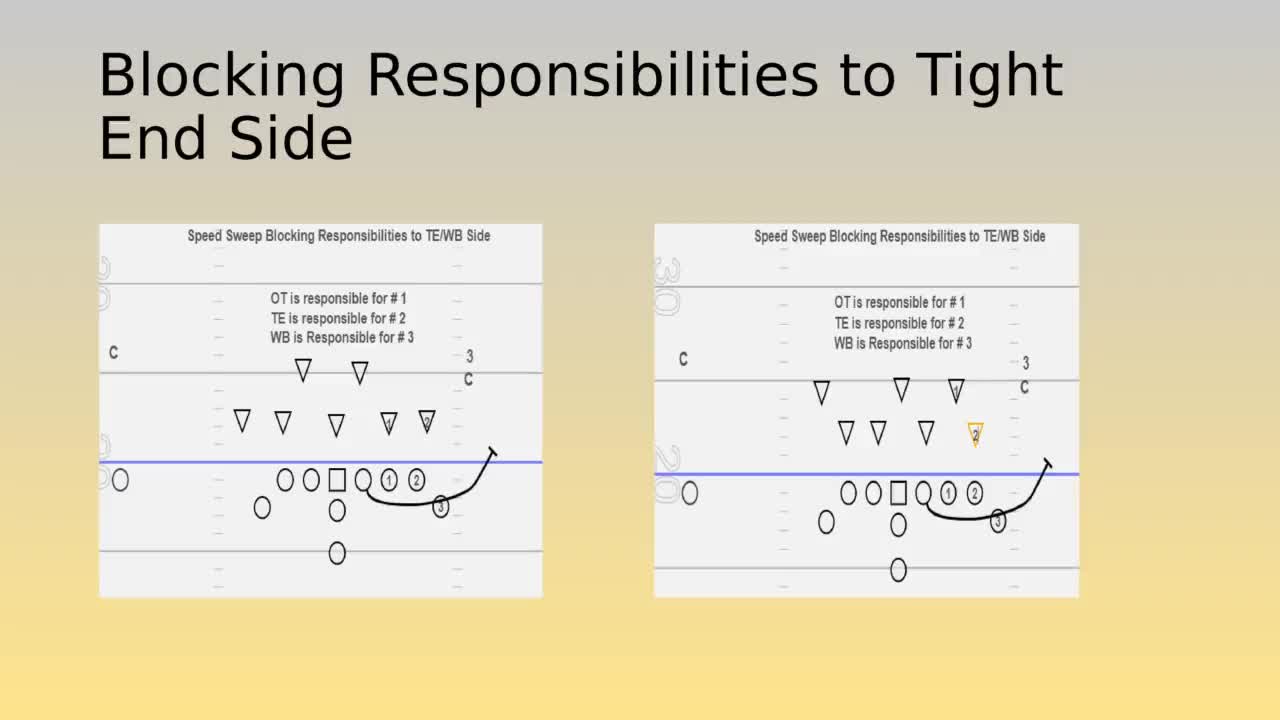 Blocking Responsibilities to Tight
End Side
Speed Sweep Blocking Responsibilities to TE/WB Side
OT is responsible for # 1
TE is responsible for # 2
WB is Responsible for # 3
C
3
C
1
2
1
2
3
Speed Sweep Blocking Responsibilities to TE/WB Side
30
OT is responsible for # 1
TE is responsible for # 2
WB is Responsible for # 3
C
3
C
1
2
20
1
2
3